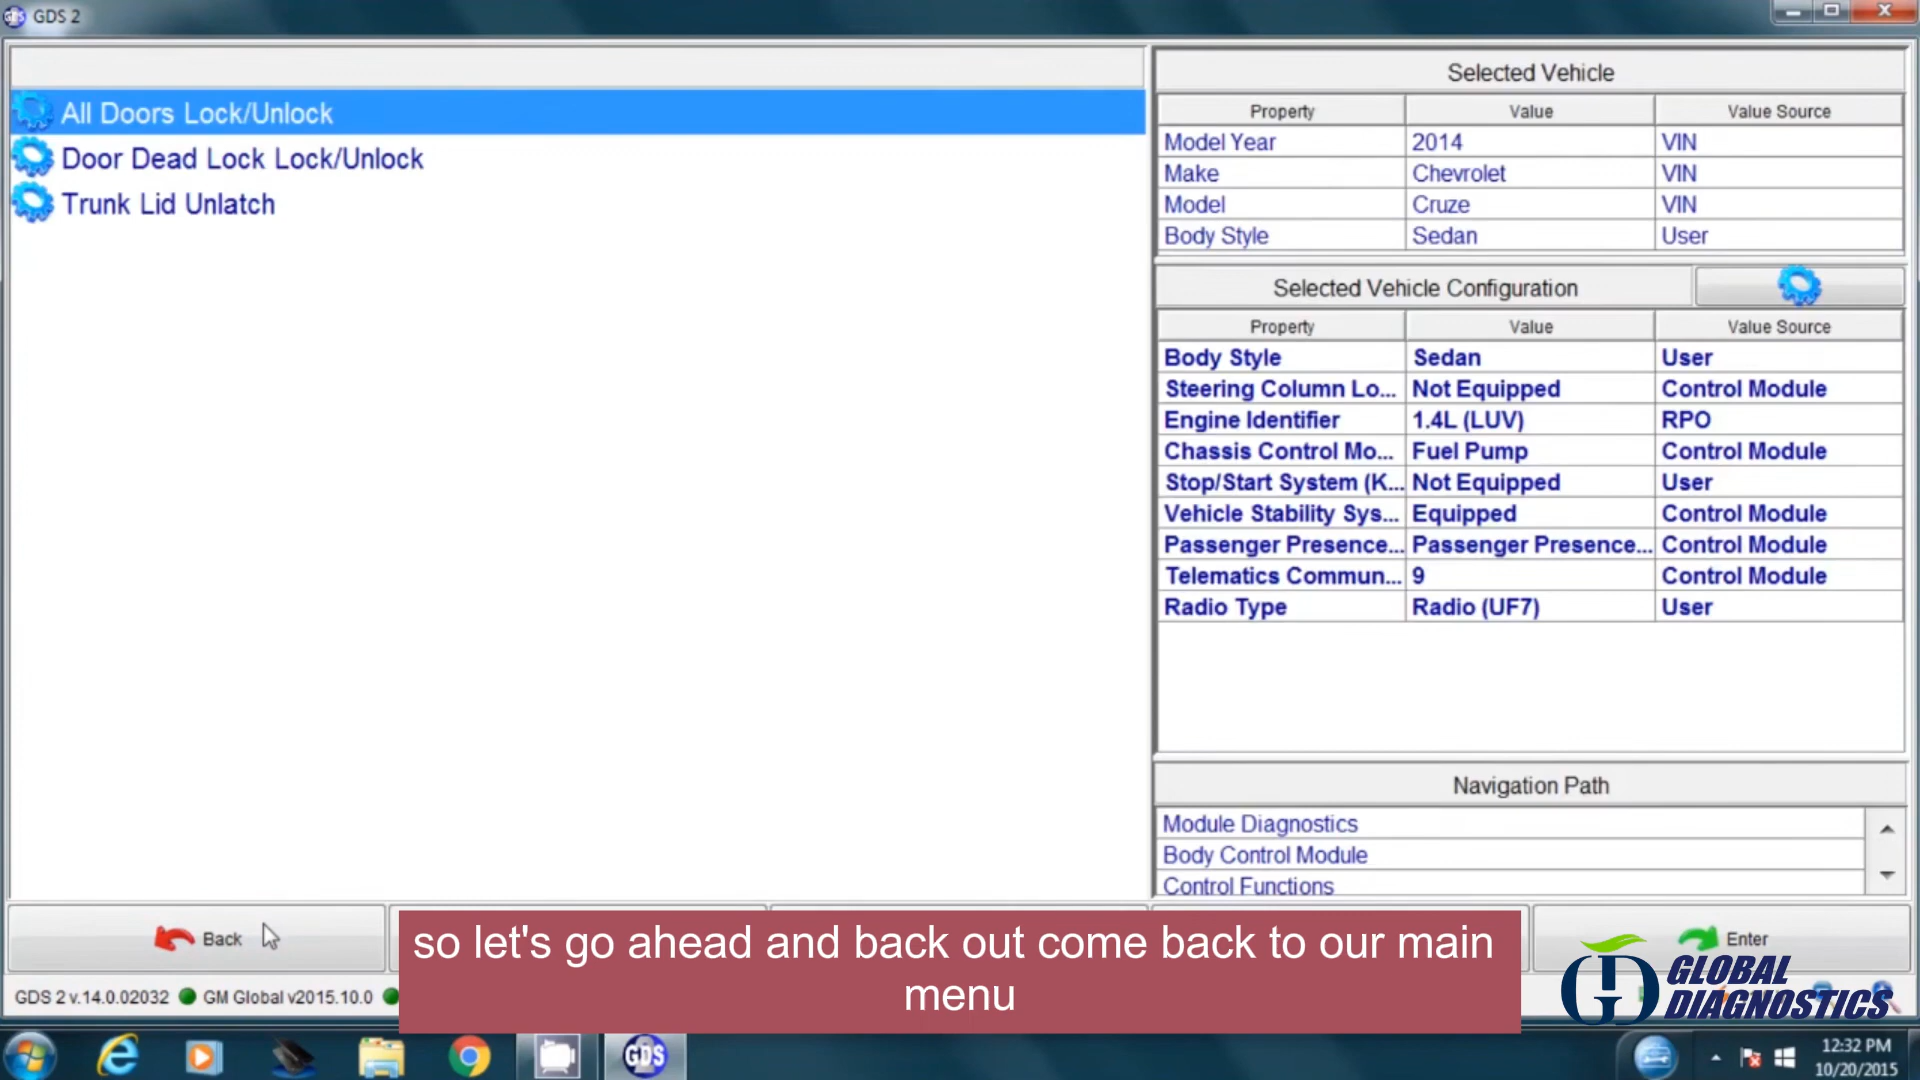 GDS 2
All Doors Lock/Unlock
Door Dead Lock Lock/Unlock
Trunk Lid Unlatch
Selected Vehicle
Property Value Value Source
Model Year 2014 VIN
Make Chevrolet VIN
Model Cruze VIN
Body Style Sedan User
Selected Vehicle Configuration
Property Value Value Source
Body Style Sedan User
Steering Column Lo... Not Equipped Control Module
Engine Identifier 1.4L (LUV) RPO
Chassis Control Mo... Fuel Pump Control Module
Stop/Start System (K... Not Equipped User
Vehicle Stability Sys... Equipped Control Module
Passenger Presence... Passenger Presence... Control Module
Telematics Commun... 9 Control Module
Radio Type Radio (UF7) User
Navigation Path
Module Diagnostics
Body Control Module
Control Functions
Back
Enter
so let's go ahead and back out come back to our main
menu
GDS 2 v.14.0.02032 GM Global v2015.10.0
GD GLOBAL
DIAGNOSTICS
GDS
12:32 PM
10/20/2015